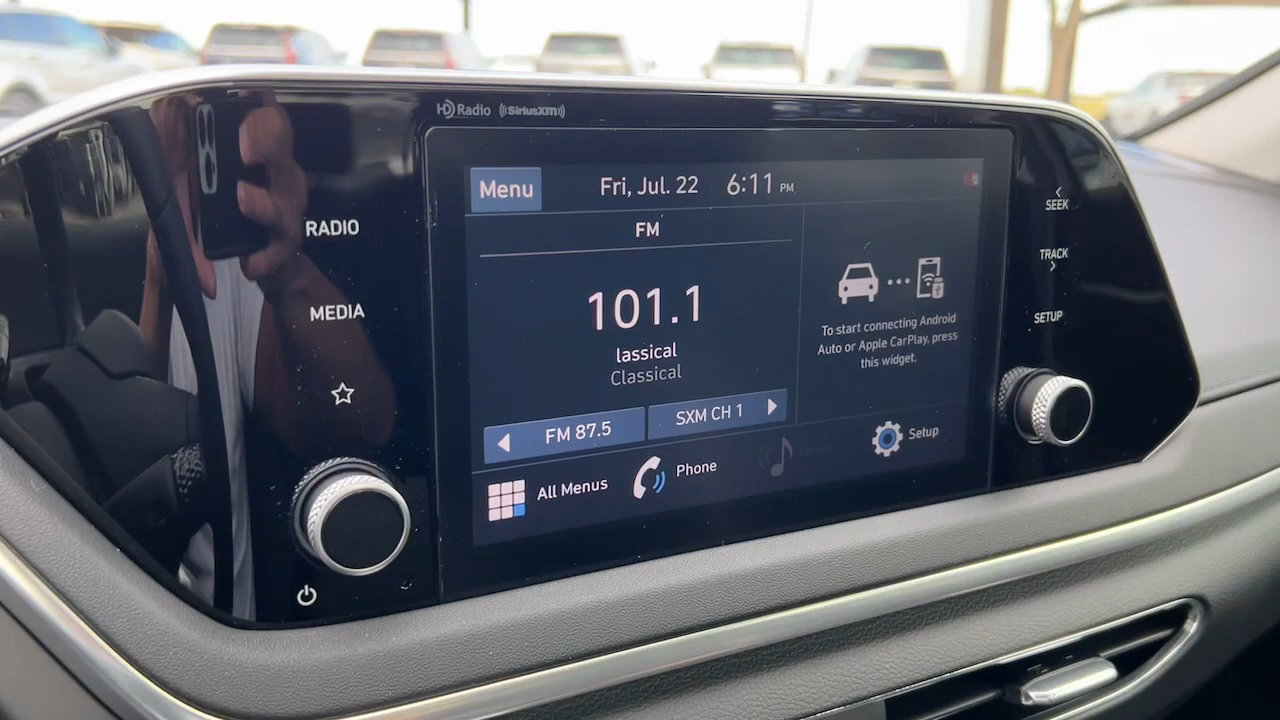 HD Radio ((SiriusXM))
Menu Fri, Jul. 22 6:11 PM
RADIO
MEDIA
FM
101.1
lassical
Classical
FM 87.5 SXM CH 1
To start connecting Android
Auto or Apple CarPlay, press
this widget.
All Menus Phone Media Setup
SEEK
TRACK
SETUP